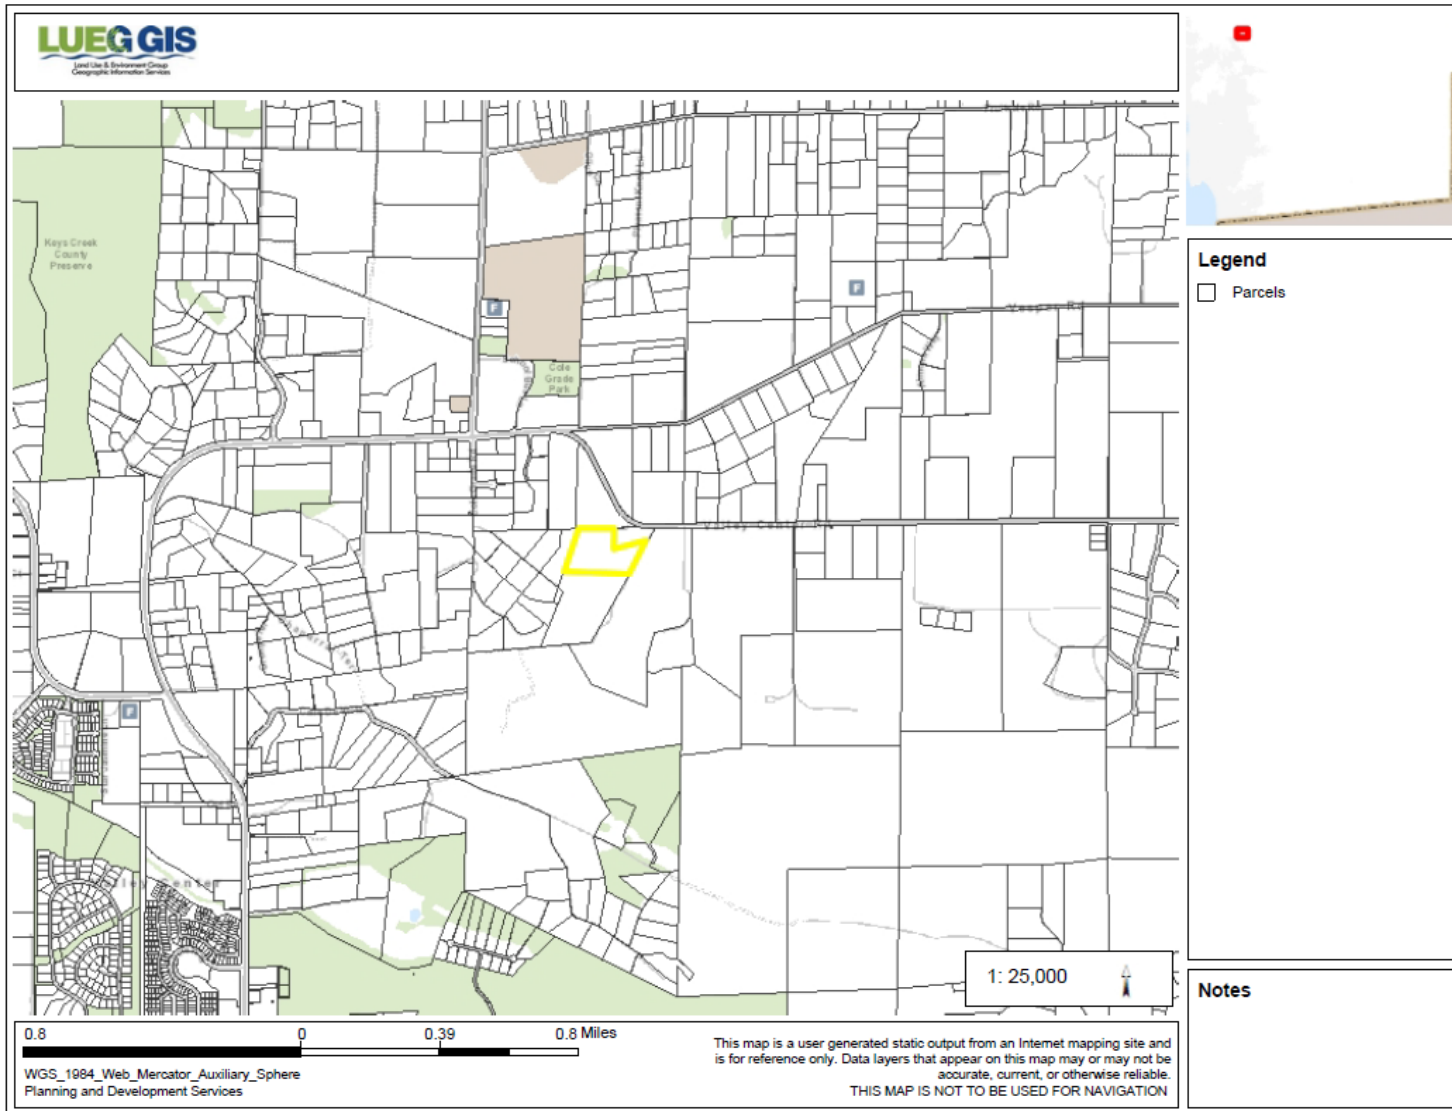 LUEG GIS
Land Use & Environment Group
Geographic Information Services
Keys Creek
County
Preserve
F
F
Vesper Rd
Cole
Grade
Park
Valley Center Rd
F
Valley Center
1: 25,000
Legend
Parcels
Notes
0.8
0
0.39
0.8 Miles
WGS_1984_Web_Mercator_Auxiliary_Sphere
Planning and Development Services
This map is a user generated static output from an Internet mapping site and
is for reference only. Data layers that appear on this map may or may not be
accurate, current, or otherwise reliable.
THIS MAP IS NOT TO BE USED FOR NAVIGATION